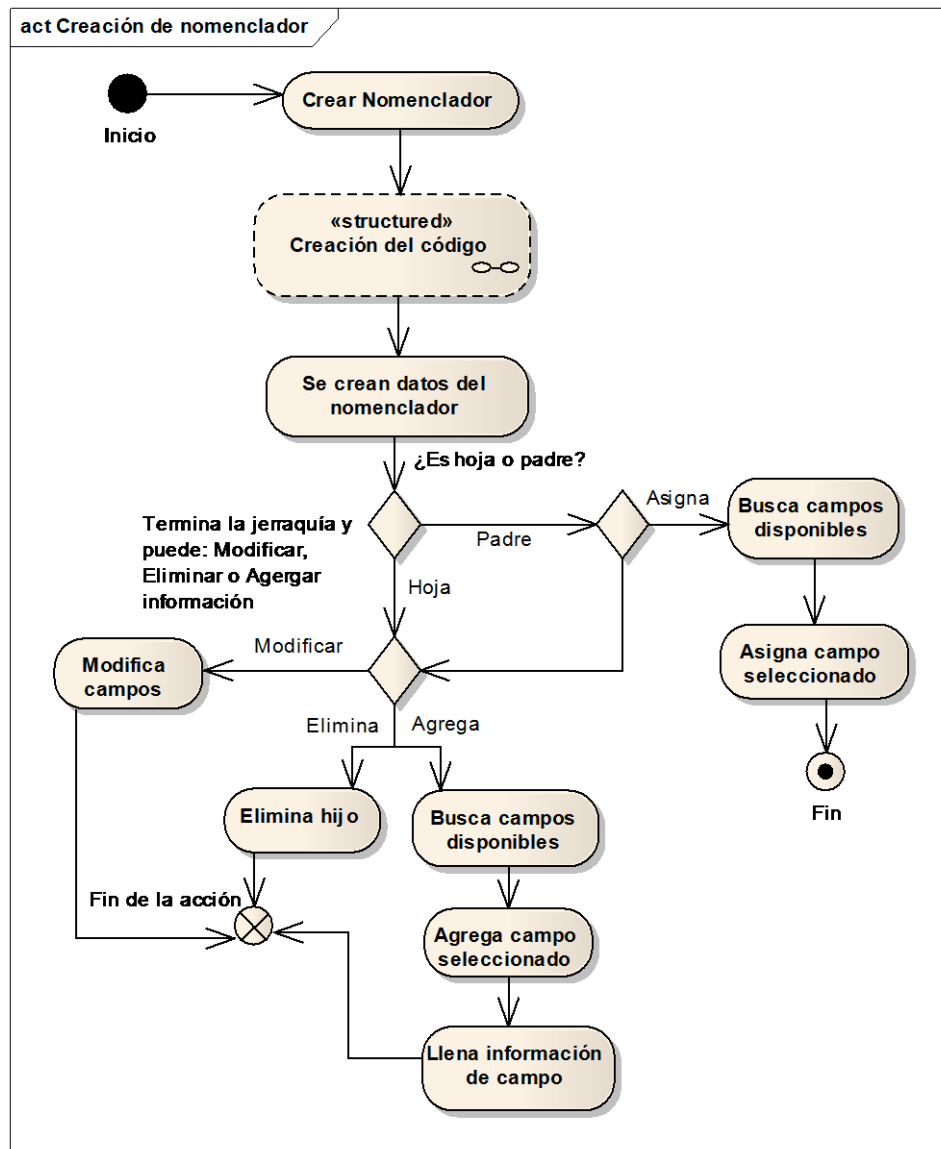 act Creación de nomenclador
Crear Nomenclador
Inicio
«structured»
Creación del código
Se crean datos del
nomenclador
¿Es hoja o padre?
Asigna
Busca campos
disponibles
Termina la jerraquía y
puede: Modificar,
Eliminar o Agergar
información
Padre
Hoja
Modificar
Modifica
campos
Asigna campo
seleccionado
Elimina
Agrega
Elimina hijo
Busca campos
disponibles
Fin
Fin de la acción
Agrega campo
seleccionado
Llena información
de campo